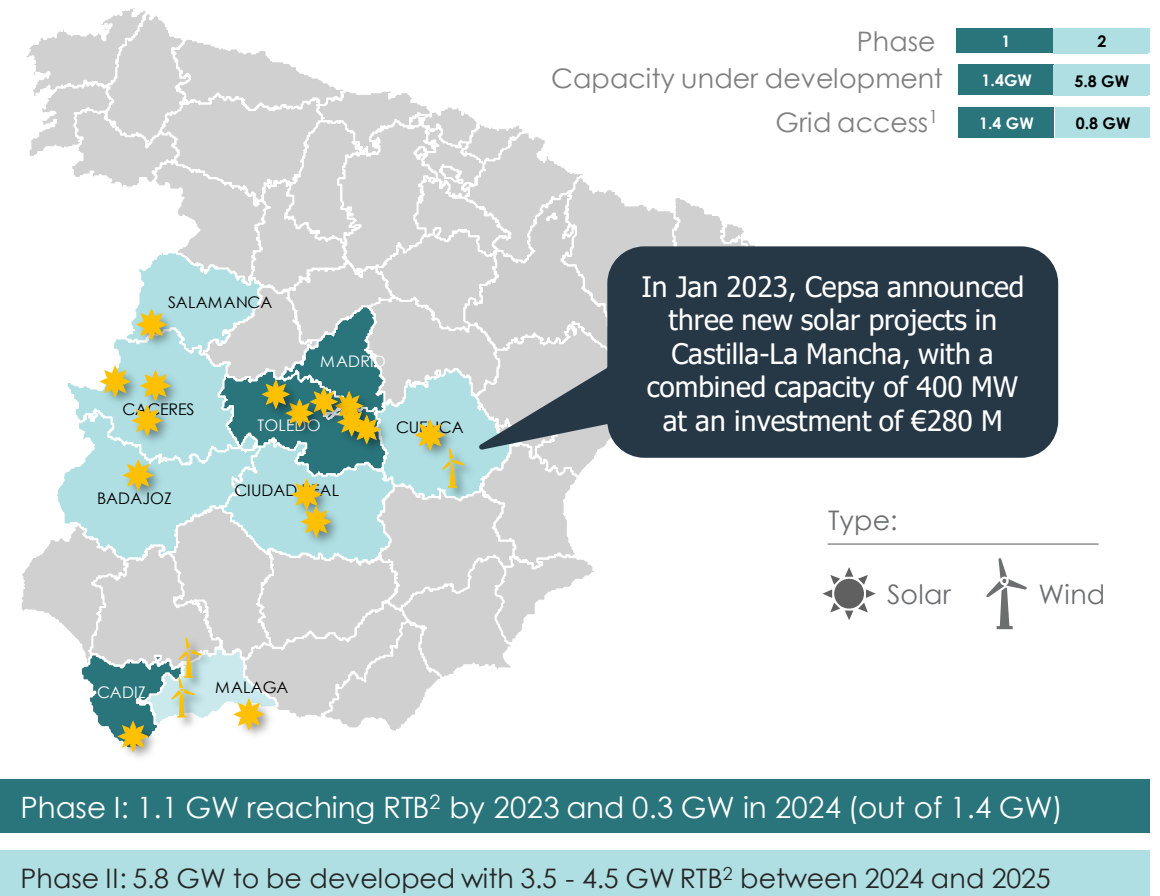 Phase 1 2
Capacity under development 1.4GW 5.8 GW
Grid access1 1.4 GW 0.8 GW
In Jan 2023, Cepsa announced
three new solar projects in
Castilla-La Mancha, with a
combined capacity of 400 MW
at an investment of €280 M
SALAMANCA
MADRID
CACERES
TOLEDO
CUENCA
BADAJOZ
CIUDAD REAL
Type:
Solar
Wind
CADIZ
MALAGA
Phase I: 1.1 GW reaching RTB2 by 2023 and 0.3 GW in 2024 (out of 1.4 GW)
Phase II: 5.8 GW to be developed with 3.5 - 4.5 GW RTB2 between 2024 and 2025